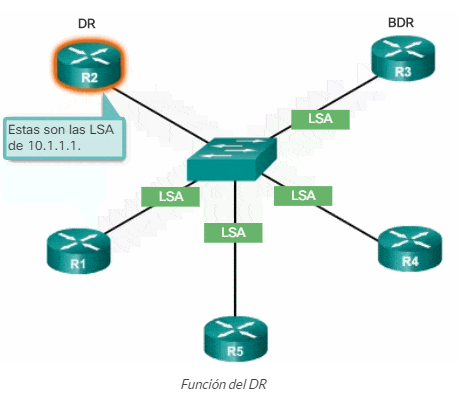 DR
BDR
R2
R3
Estas son las LSA
de 10.1.1.1.
LSA
LSA
LSA
LSA
R1
R4
R5
Función del DR